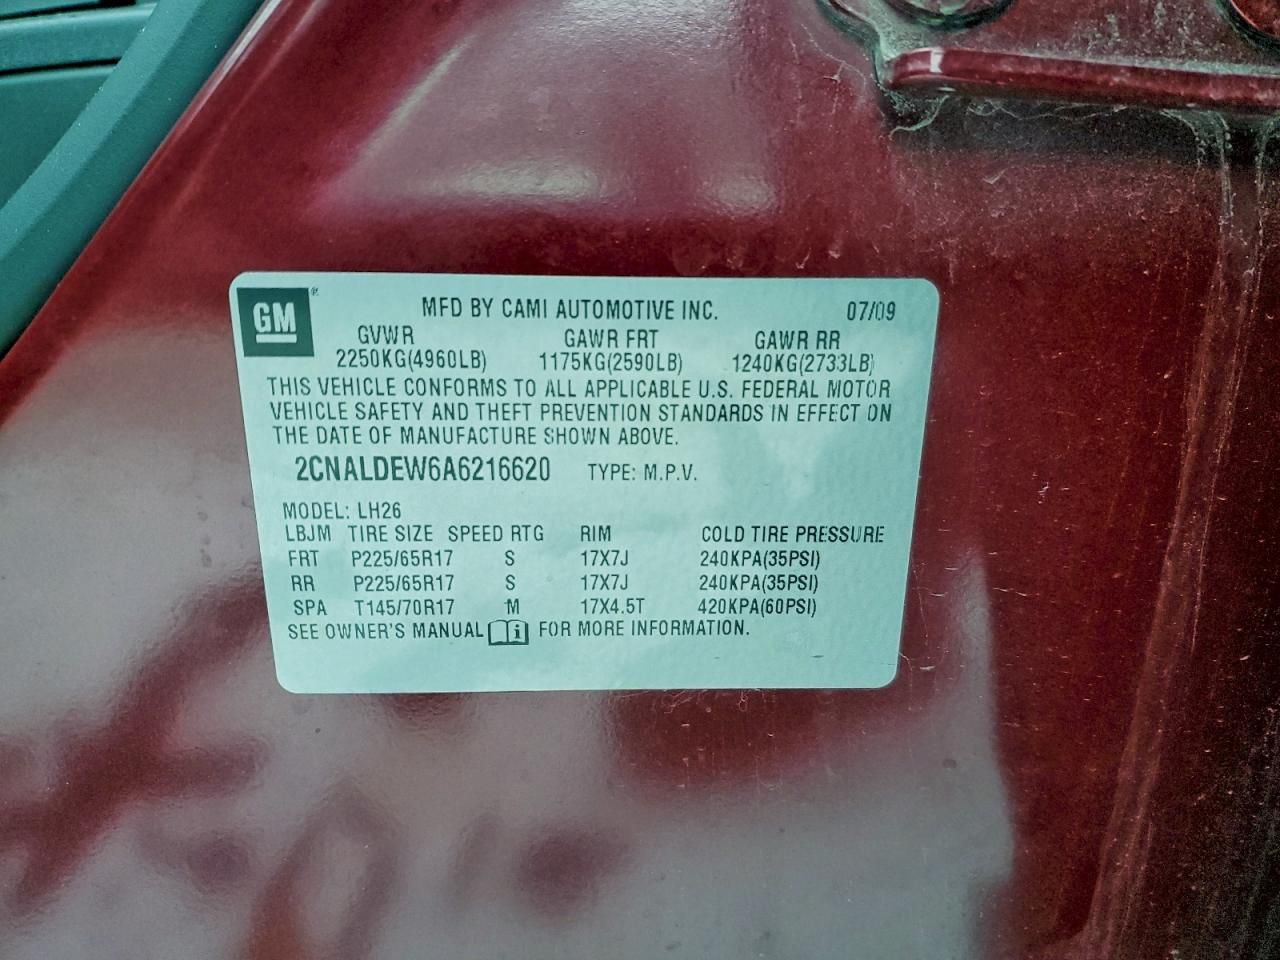 GM® MFD BY CAMI AUTOMOTIVE INC. 07/09
GVWR GAWR FRT GAWR RR
2250KG(4960LB) 1175KG(2590LB) 1240KG(2733LB)
THIS VEHICLE CONFORMS TO ALL APPLICABLE U.S. FEDERAL MOTOR
VEHICLE SAFETY AND THEFT PREVENTION STANDARDS IN EFFECT ON
THE DATE OF MANUFACTURE SHOWN ABOVE.
2CNALDEW6A6216620 TYPE: M.P.V.
MODEL: LH26
LBJM TIRE SIZE SPEED RTG RIM COLD TIRE PRESSURE
FRT P225/65R17 S 17X7J 240KPA(35PSI)
RR P225/65R17 S 17X7J 240KPA(35PSI)
SPA T145/70R17 M 17X4.5T 420KPA(60PSI)
SEE OWNER'S MANUAL i FOR MORE INFORMATION.